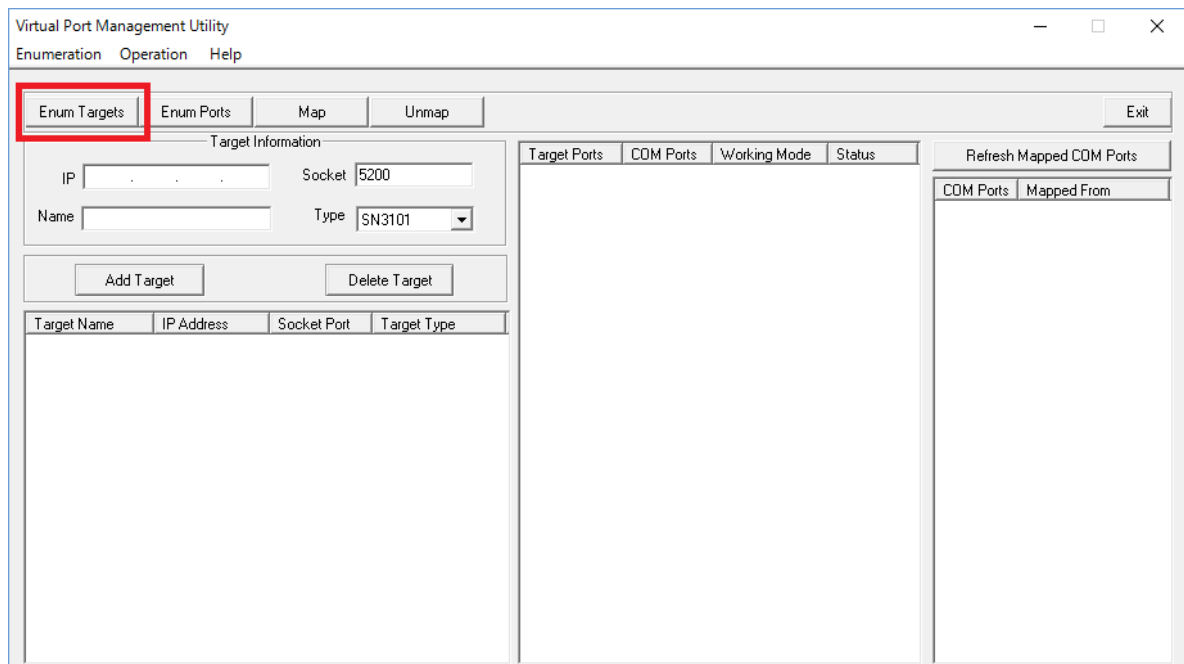 Virtual Port Management Utility
Enumeration Operation Help
Enum Targets Enum Ports Map Unmap Exit
Target Information
IP . . . Socket 5200
Name Type SN3101
Add Target Delete Target
Target Name IP Address Socket Port Target Type
Target Ports COM Ports Working Mode Status
Refresh Mapped COM Ports
COM Ports Mapped From